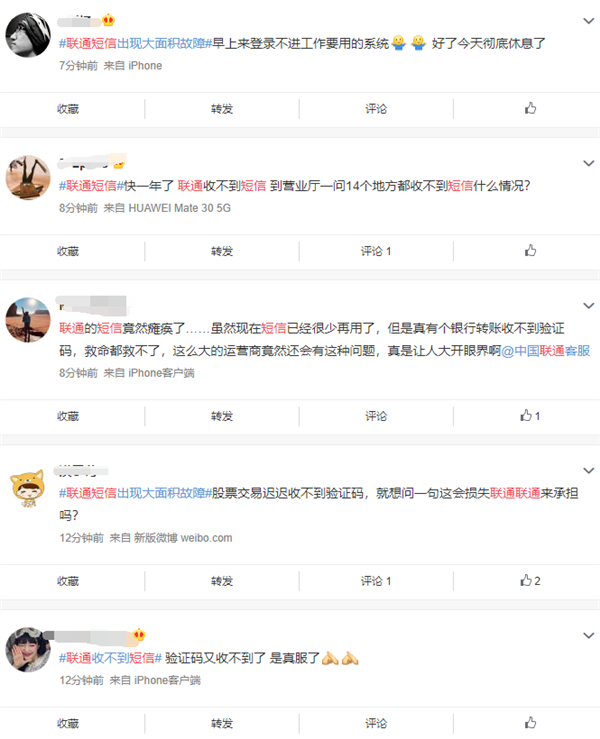 #联通短信出现大面积故障#早上来登录不进工作要用的系统 好了今天彻底休息了
7分钟前 来自 iPhone
收藏 转发 评论
#联通短信#快一年了 联通收不到短信 到营业厅一问14个地方都收不到短信什么情况?
8分钟前 来自 HUAWEI Mate 30 5G
收藏 转发 评论 1
联通的短信竟然瘫痪了……虽然现在短信已经很少再用了，但是真有个银行转账收不到验证
码，救命都救不了，这么大的运营商竟然还会有这种问题，真是让人大开眼界啊@中国联通客服
8分钟前 来自 iPhone客户端
收藏 转发 评论 1
#联通短信出现大面积故障#股票交易迟迟收不到验证码，就想问一句这会损失联通联通来承担
吗?
12分钟前 来自 新版微博 weibo.com
收藏 转发 评论 1 2
#联通收不到短信# 验证码又收不到了 是真服了
12分钟前 来自 iPhone客户端
收藏 转发 评论